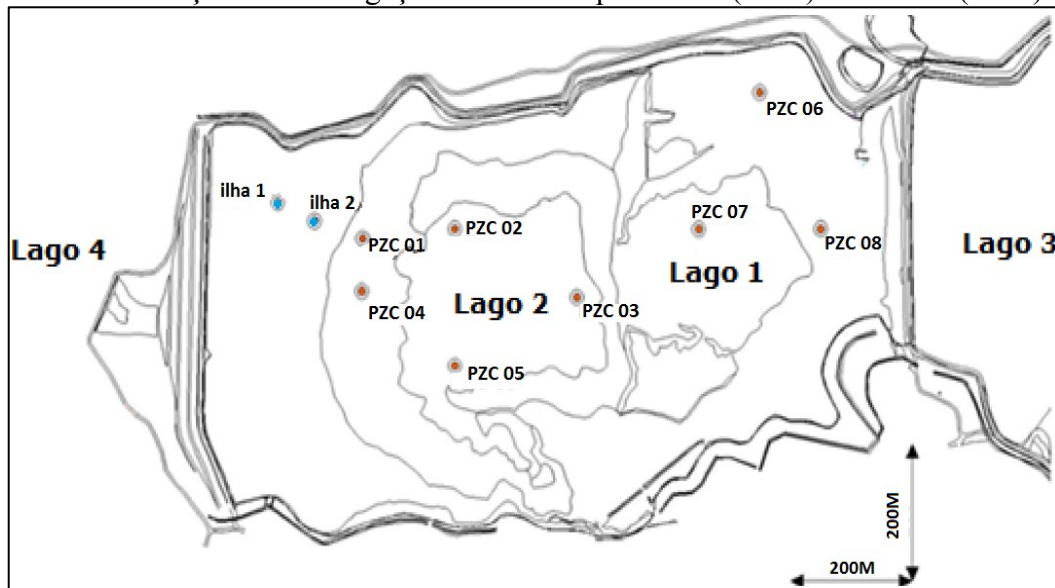 PZC 06
ilha 1
ilha 2
PZC 07
PZC 02
PZC 01
PZC 08
Lago 4
Lago 3
Lago 1
Lago 2
PZC 04
PZC 03
PZC 05
200M
200M